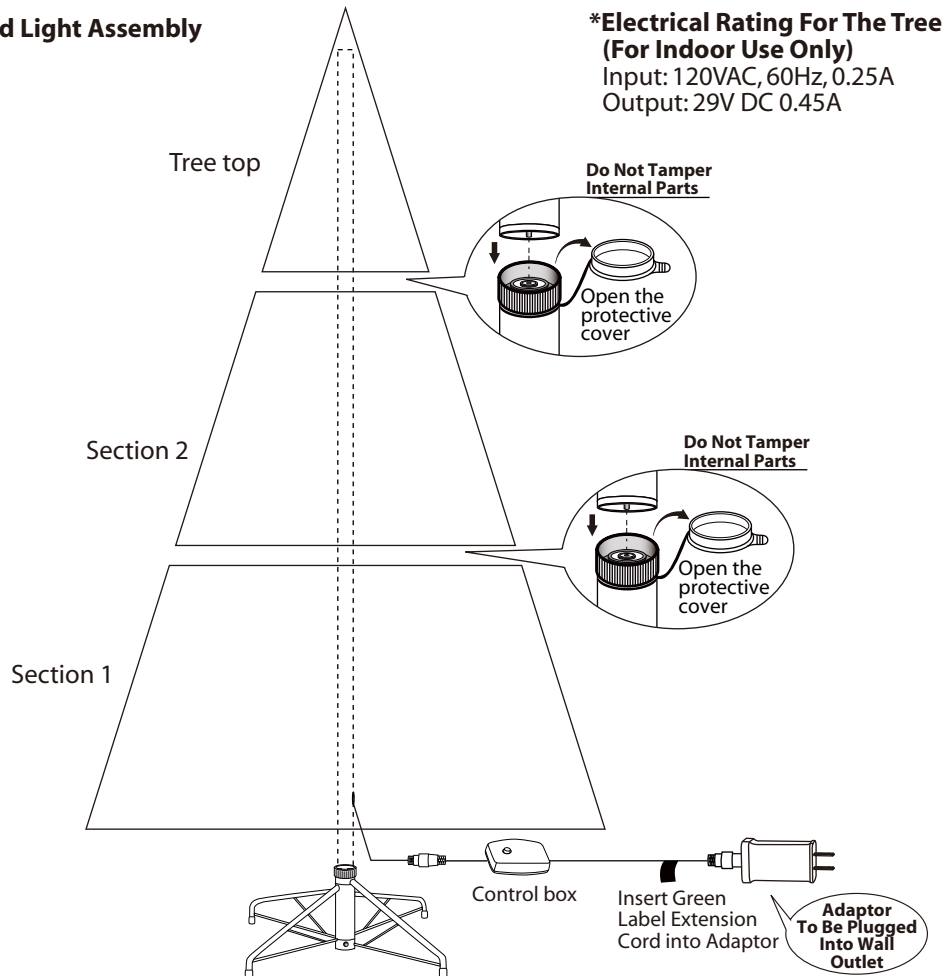 d Light Assembly
*Electrical Rating For The Tree
(For Indoor Use Only)
Input: 120VAC, 60Hz, 0.25A
Output: 29V DC 0.45A
Tree top
Do Not Tamper
Internal Parts
Open the
protective
cover
Section 2
Do Not Tamper
Internal Parts
Open the
protective
cover
Section 1
Control box
Insert Green
Label Extension
Cord into Adaptor
Adaptor
To Be Plugged
Into Wall
Outlet